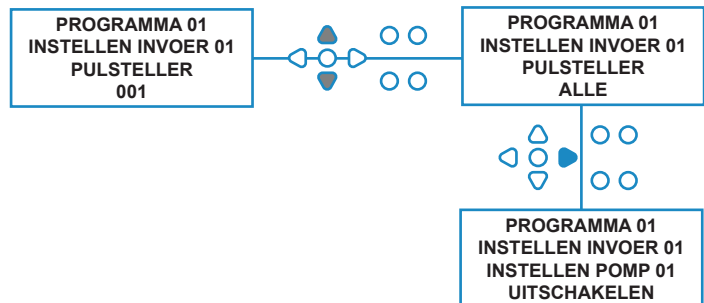 PROGRAMMA 01
INSTELLEN INVOER 01
PULSTELLER
001
PROGRAMMA 01
INSTELLEN INVOER 01
PULSTELLER
ALLE
PROGRAMMA 01
INSTELLEN INVOER 01
INSTELLEN POMP 01
UITSCHAKELEN